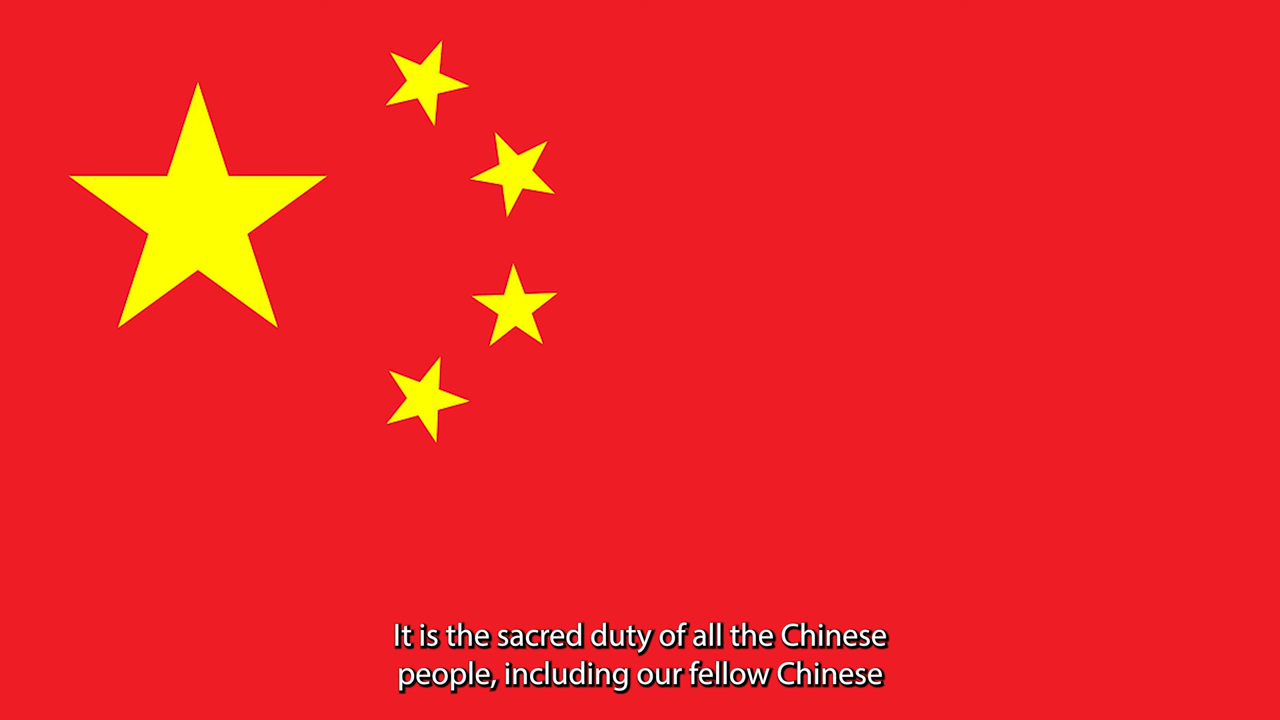 It is the sacred duty of all the Chinese
people, including our fellow Chinese